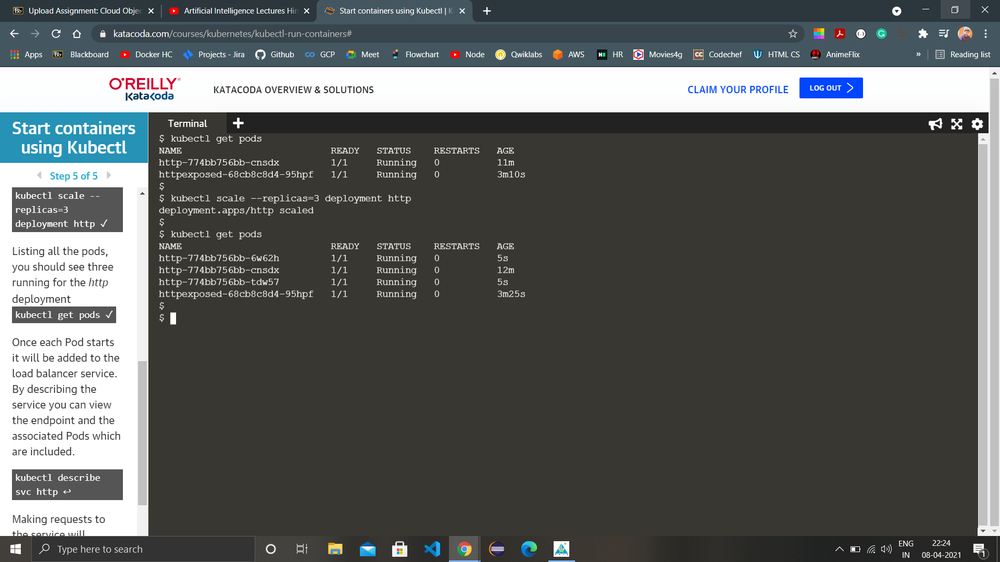 Upload Assignment: Cloud Objec
Artificial Intelligence Lectures Hin
Start containers using Kubectl | K
katacoda.com/courses/kubernetes/kubectl-run-containers#
Apps
Bb Blackboard
Docker HC
Projects - Jira
Github
GCP
Meet
Flowchart
Node
Qwiklabs
AWS
HR
Movies4g
CC Codechef
HTML CS
AnimeFlix
»
Reading list
O'REILLY®
Katacoda
KATACODA OVERVIEW & SOLUTIONS
CLAIM YOUR PROFILE
LOG OUT
Start containers
using Kubectl
Step 5 of 5
kubectl scale --
replicas=3
deployment http ✓
Listing all the pods,
you should see three
running for the http
deployment
kubectl get pods ✓
Once each Pod starts
it will be added to the
load balancer service.
By describing the
service you can view
the endpoint and the
associated Pods which
are included.
kubectl describe
svc http ↩
Making requests to
the service will
Terminal
$ kubectl get pods
NAME READY STATUS RESTARTS AGE
http-774bb756bb-cnsdx 1/1 Running 0 11m
httpexposed-68cb8c8d4-95hpf 1/1 Running 0 3m10s
$
$ kubectl scale --replicas=3 deployment http
deployment.apps/http scaled
$
$ kubectl get pods
NAME READY STATUS RESTARTS AGE
http-774bb756bb-6w62h 1/1 Running 0 5s
http-774bb756bb-cnsdx 1/1 Running 0 12m
http-774bb756bb-tdw57 1/1 Running 0 5s
httpexposed-68cb8c8d4-95hpf 1/1 Running 0 3m25s
$
$
Type here to search
ENG
IN
22:24
08-04-2021
1